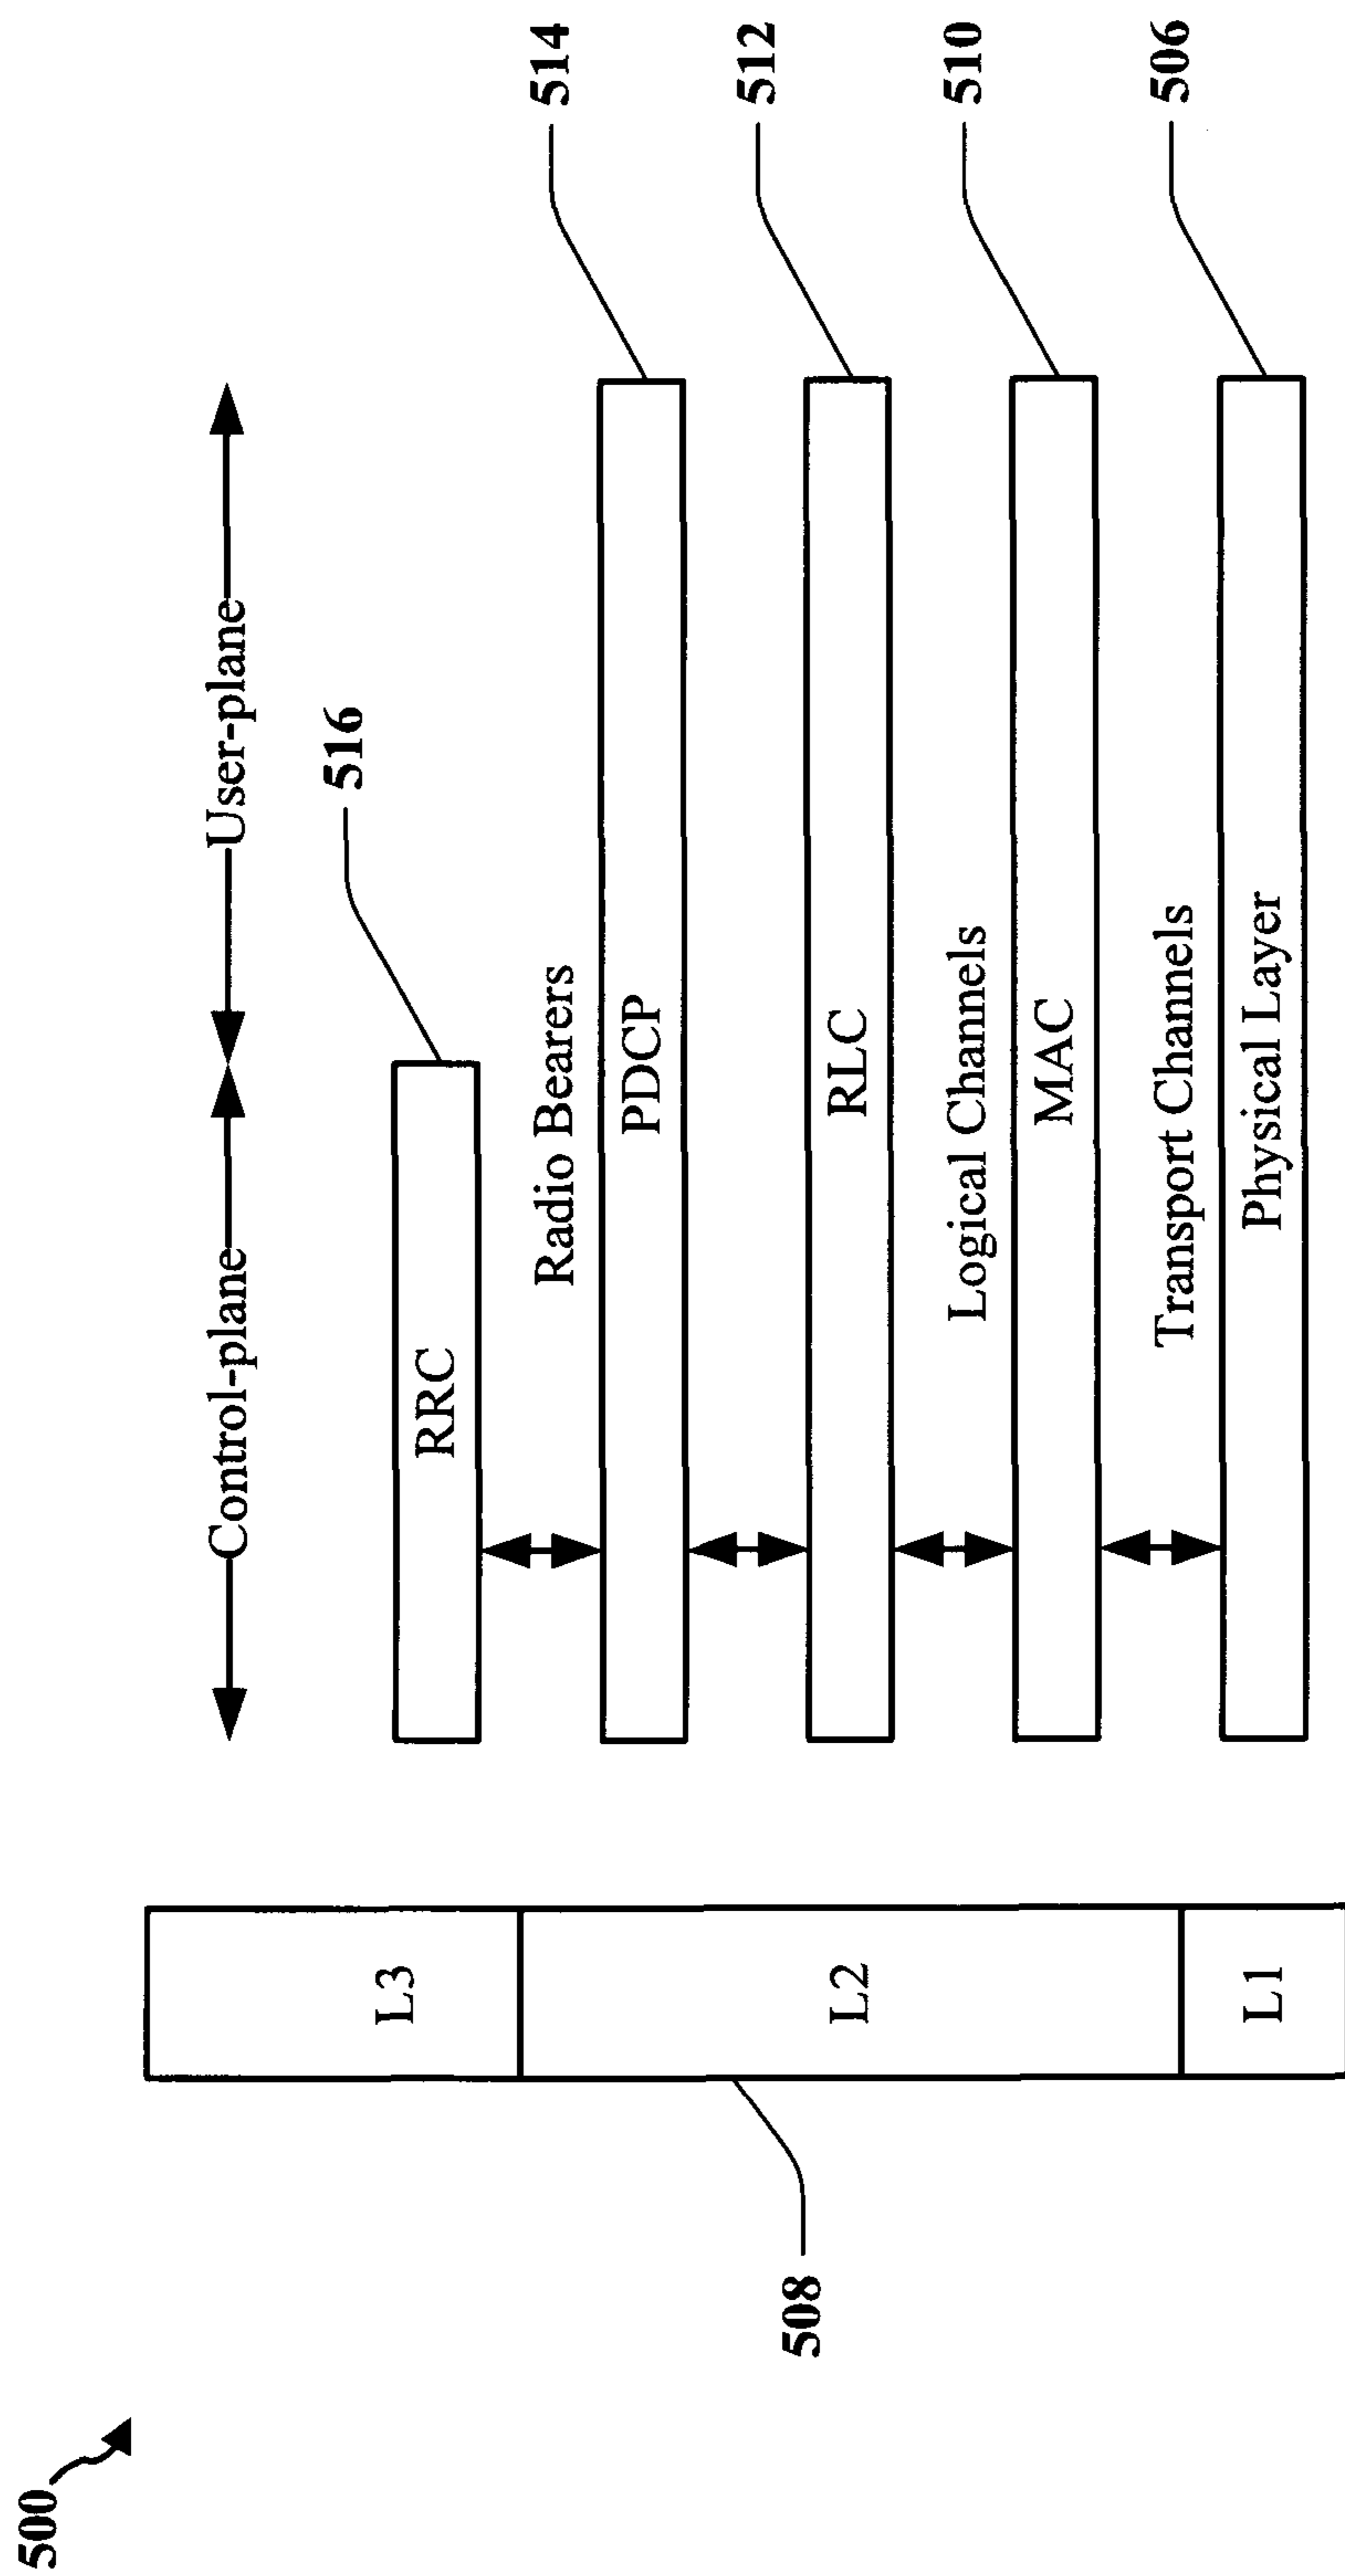 500
Control-plane
User-plane
516
L3
RRC
514
Radio Bearers
PDCP
508
L2
512
RLC
Logical Channels
510
MAC
Transport Channels
506
L1
Physical Layer